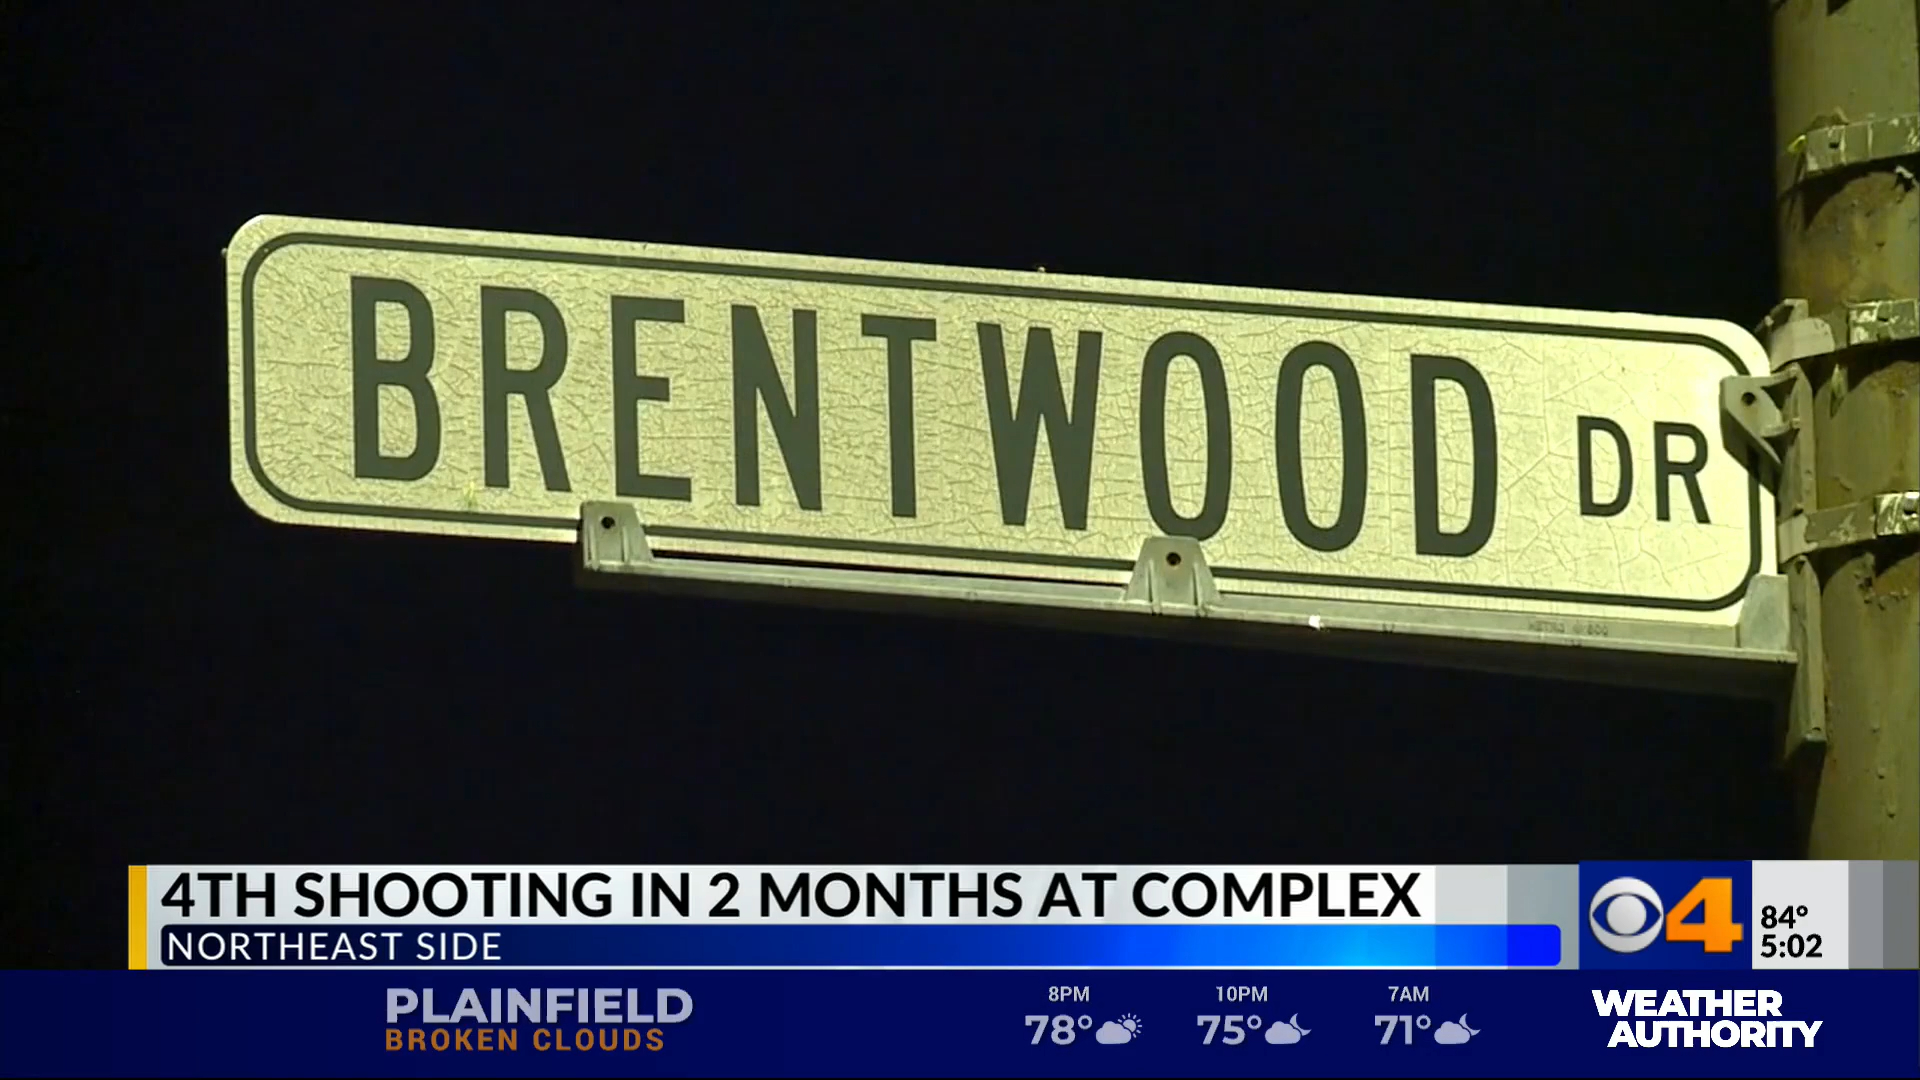 BRENTWOOD DR
4TH SHOOTING IN 2 MONTHS AT COMPLEX
NORTHEAST SIDE
4
84°
5:02
PLAINFIELD
BROKEN CLOUDS
8PM
78°
10PM
75°
7AM
71°
WEATHER
AUTHORITY